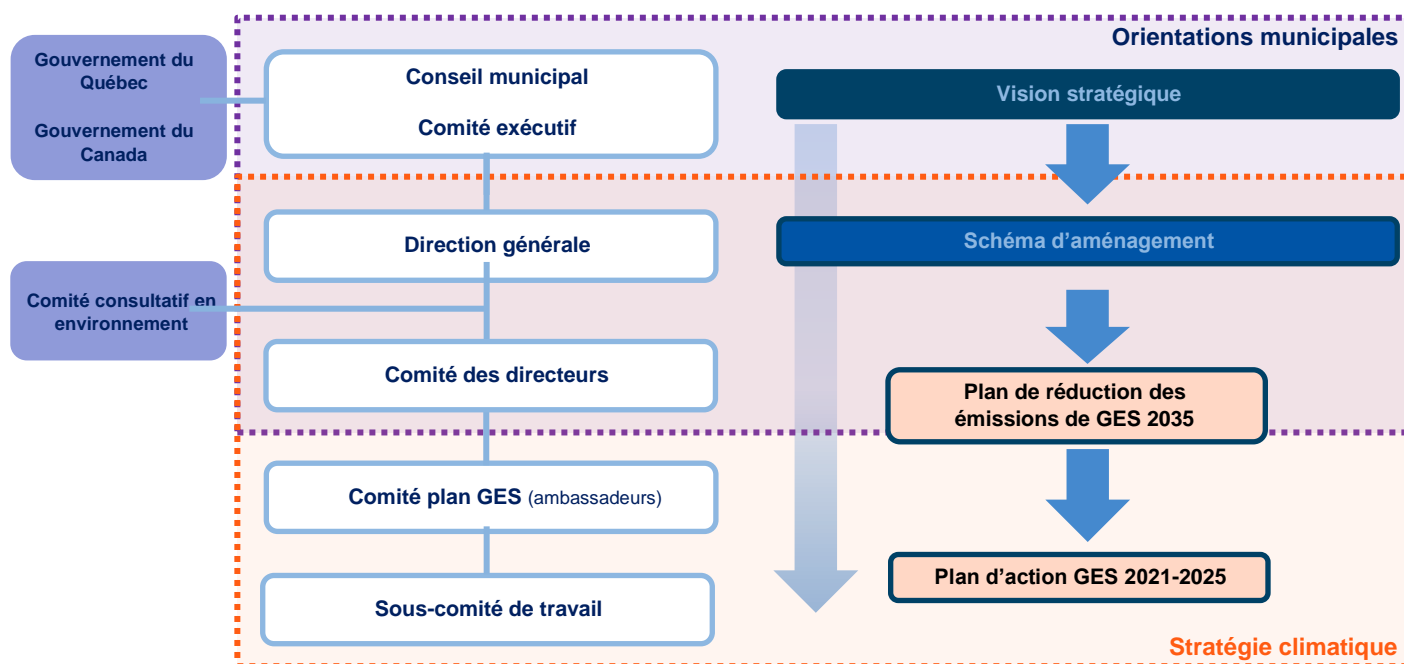 Orientations municipales
Gouvernement du
Québec
Gouvernement du
Canada
Conseil municipal
Comité exécutif
Vision stratégique
Direction générale
Schéma d'aménagement
Comité consultatif en
environnement
Comité des directeurs
Plan de réduction des
émissions de GES 2035
Comité plan GES (ambassadeurs)
Plan d'action GES 2021-2025
Sous-comité de travail
Stratégie climatique